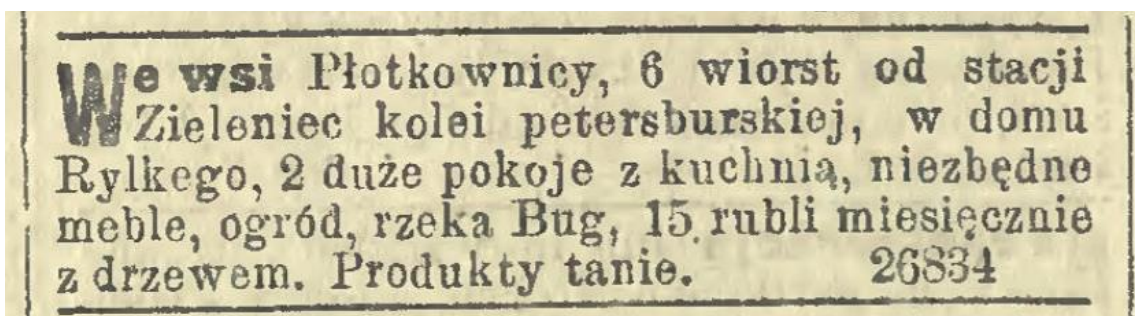 We wsi Płotkownicy, 6 wiorst od stacji
Zieleniec kolei petersburskiej, w domu
Rylkego, 2 duże pokoje z kuchnią, niezbędne
meble, ogród, rzeka Bug, 15 rubli miesięcznie
z drzewem. Produkty tanie. 26834